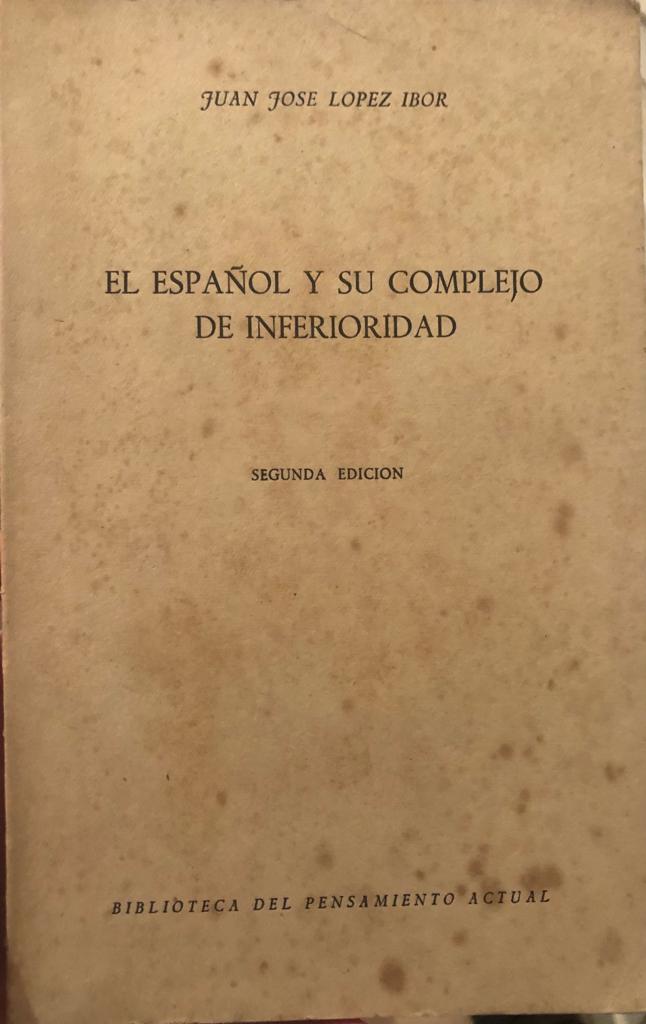 JUAN JOSE LOPEZ IBOR
EL ESPAÑOL Y SU COMPLEJO
DE INFERIORIDAD
SEGUNDA EDICION
BIBLIOTECA DEL PENSAMIENTO ACTUAL